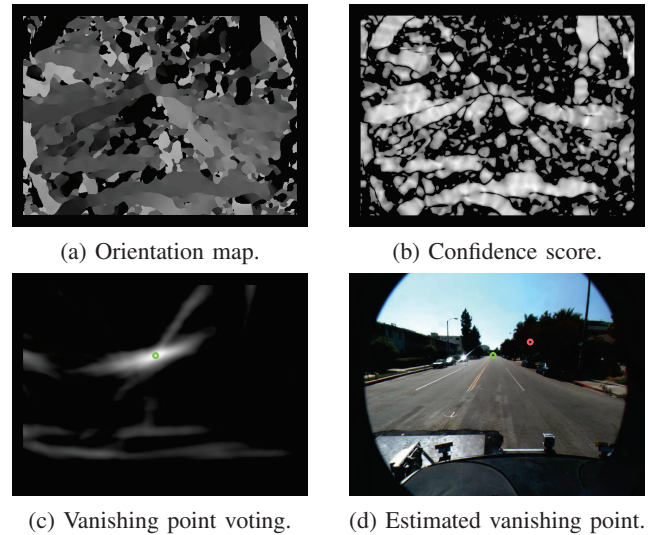 (a) Orientation map.
(b) Confidence score.
(c) Vanishing point voting.
(d) Estimated vanishing point.